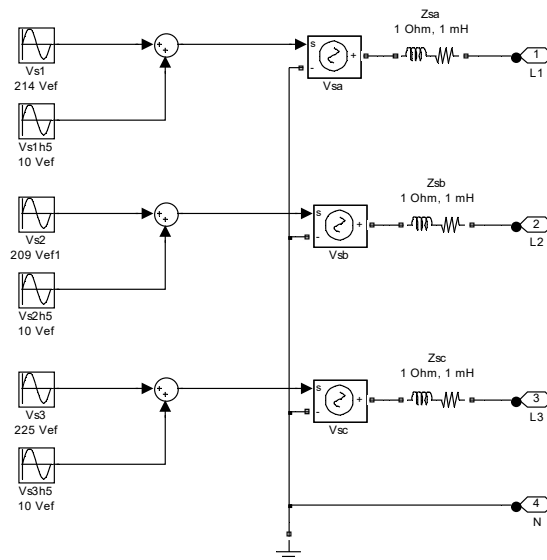 Zsa
1 Ohm, 1 mH
Vs1
214 Vef
+
+
s
-
+
Vsa
1
L1
Vs1h5
10 Vef
Zsb
1 Ohm, 1 mH
Vs2
209 Vef1
+
+
s
-
+
Vsb
2
L2
Vs2h5
10 Vef
Zsc
1 Ohm, 1 mH
Vs3
225 Vef
+
+
s
-
+
Vsc
3
L3
Vs3h5
10 Vef
4
N